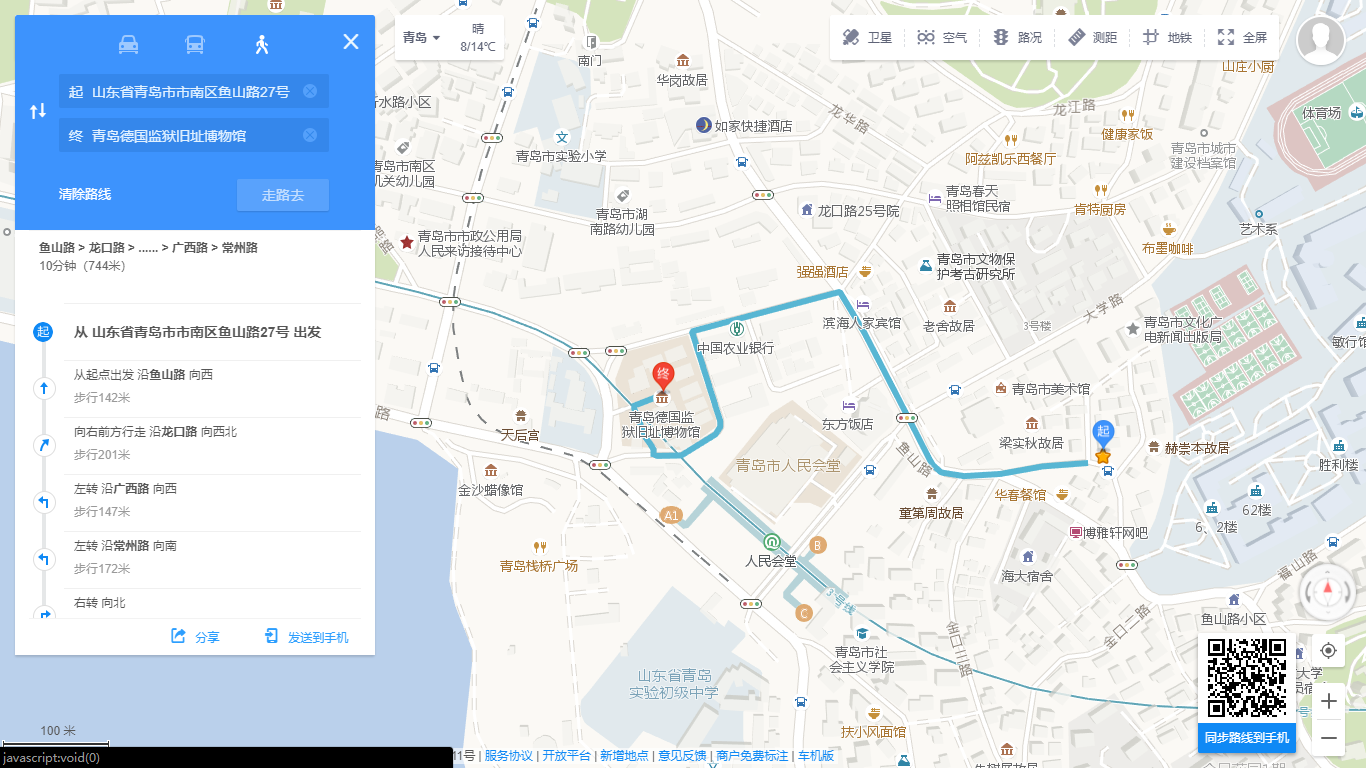 起 山东省青岛市市南区鱼山路27号
终 青岛德国监狱旧址博物馆
清除路线
走路去
鱼山路 > 龙口路 > ...... > 广西路 > 常州路
10分钟（744米）
起
从 山东省青岛市市南区鱼山路27号 出发
从起点出发 沿鱼山路 向西
步行142米
向右前方行走 沿龙口路 向西北
步行201米
左转 沿广西路 向西
步行147米
左转 沿常州路 向南
步行172米
右转 向北
分享
发送到手机
100 米
javascript:void(0)
青岛
晴
8/14℃
卫星
空气
路况
测距
地铁
全屏
南门
华岗故居
山庄小厨
水路小区
如家快捷酒店
龙华路
龙江路
健康家饭
体育场
青岛市实验小学
阿兹凯乐西餐厅
青岛市城市
建设档案馆
青岛市南区
机关幼儿园
青岛市湖
南路幼儿园
龙口路25号院
青岛春天
照相馆民宿
肯特厨房
艺术系
青岛市市政公用局
人民来访接待中心
布墨咖啡
强强酒店
青岛市文物保
护考古研究所
滨海人家宾馆
老舍故居
3号楼
大学路
青岛市文化广
电新闻出版局
敏行馆
中国农业银行
终
青岛德国监
狱旧址博物馆
青岛市美术馆
东方饭店
起
梁实秋故居
赫崇本故居
天后宫
路
青岛市人民会堂
鱼山路
胜利楼
金沙蜡像馆
华春餐馆
童第周故居
62楼
6、2楼
A1
B
C
博雅轩网吧
人民会堂
青岛栈桥广场
海大宿舍
福山路
3号线
鱼山路小区
金口二路
金口三路
青岛市社
会主义学院
山东省青岛
实验初级中学
扶小风面馆
同步路线到手机
11号 | 服务协议 | 开放平台 | 新增地点 | 意见反馈 | 商户免费标注 | 车机版